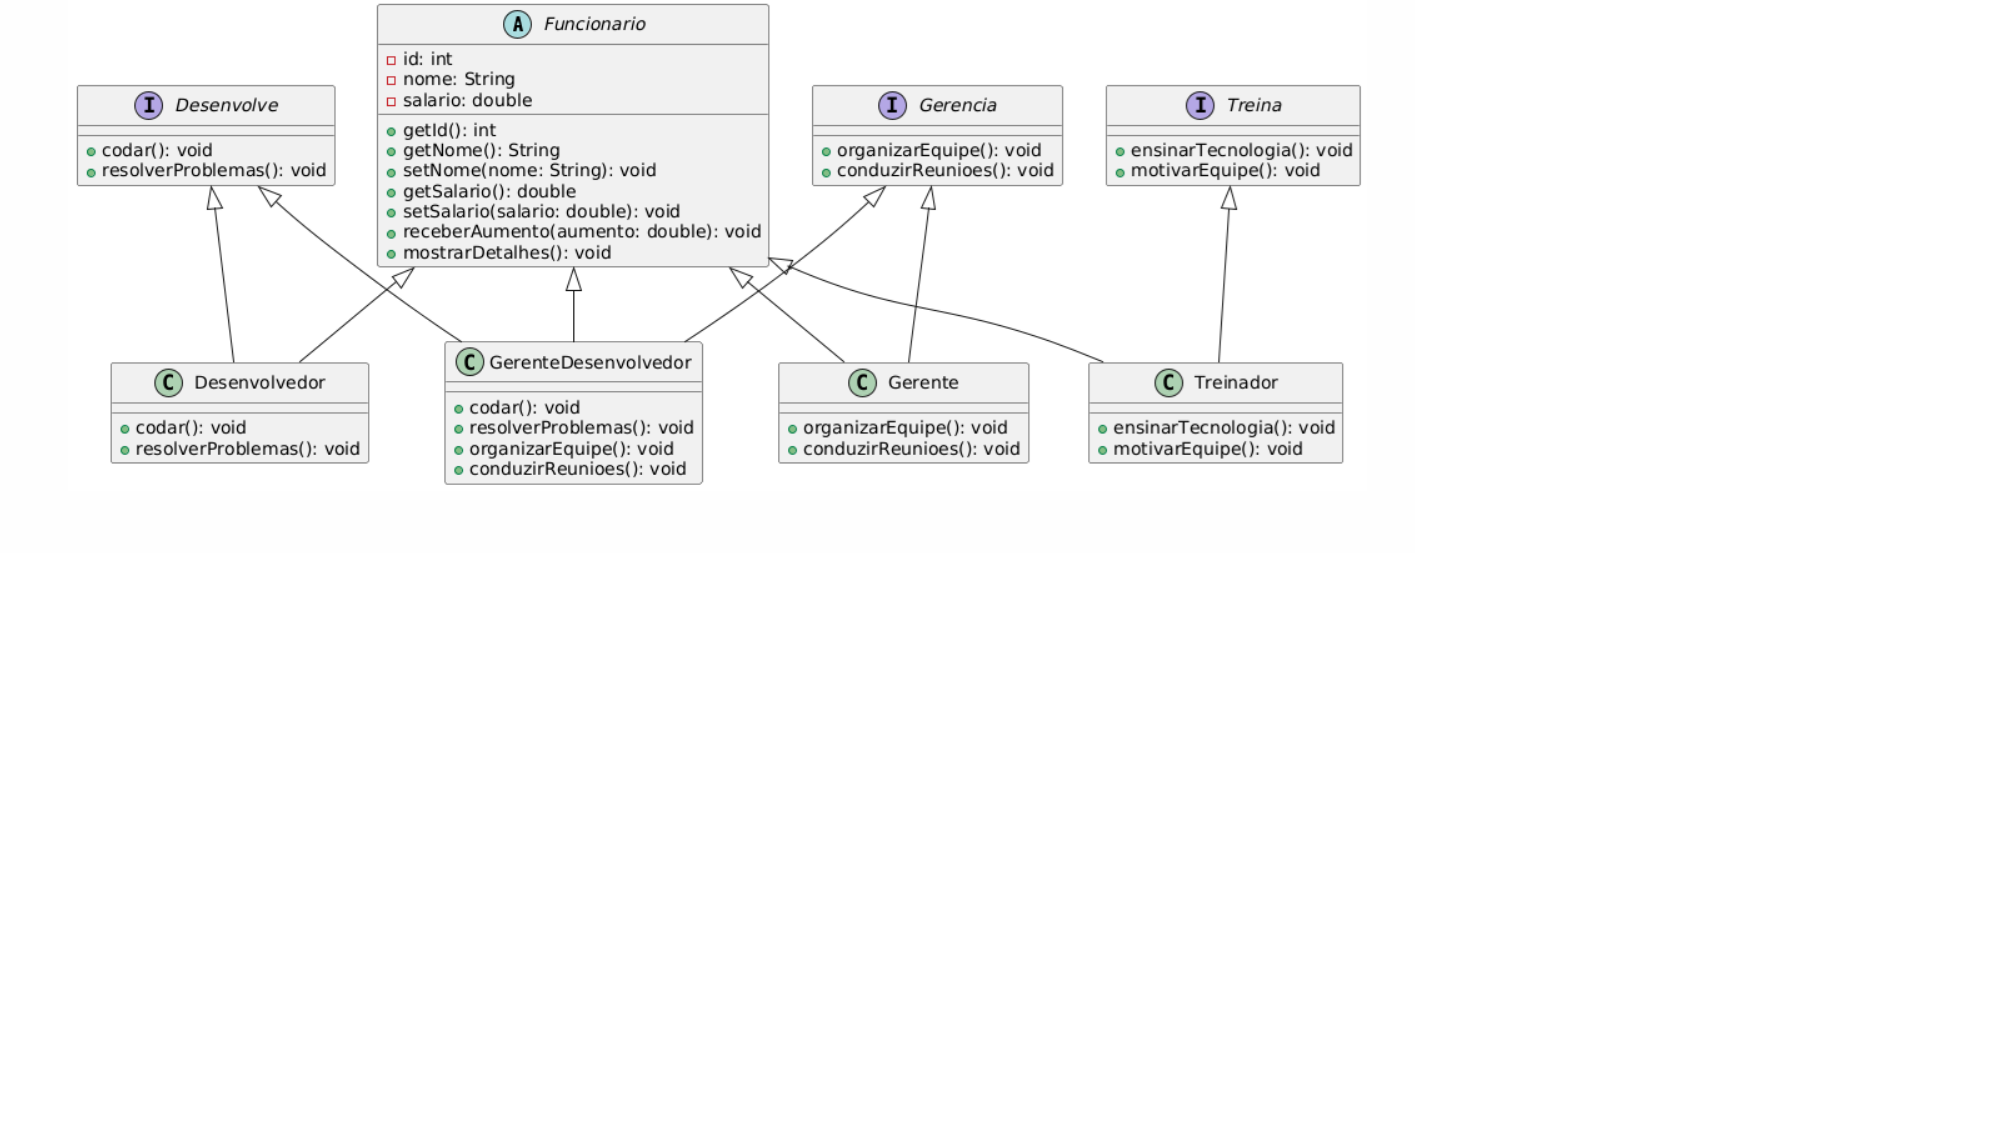 A Funcionario
id: int
nome: String
salario: double
getId(): int
getNome(): String
setNome(nome: String): void
getSalario(): double
setSalario(salario: double): void
receberAumento(aumento: double): void
mostrarDetalhes(): void
I Desenvolve
codar(): void
resolverProblemas(): void
I Gerencia
organizarEquipe(): void
conduzirReunioes(): void
I Treina
ensinarTecnologia(): void
motivarEquipe(): void
C Desenvolvedor
codar(): void
resolverProblemas(): void
C GerenteDesenvolvedor
codar(): void
resolverProblemas(): void
organizarEquipe(): void
conduzirReunioes(): void
C Gerente
organizarEquipe(): void
conduzirReunioes(): void
C Treinador
ensinarTecnologia(): void
motivarEquipe(): void